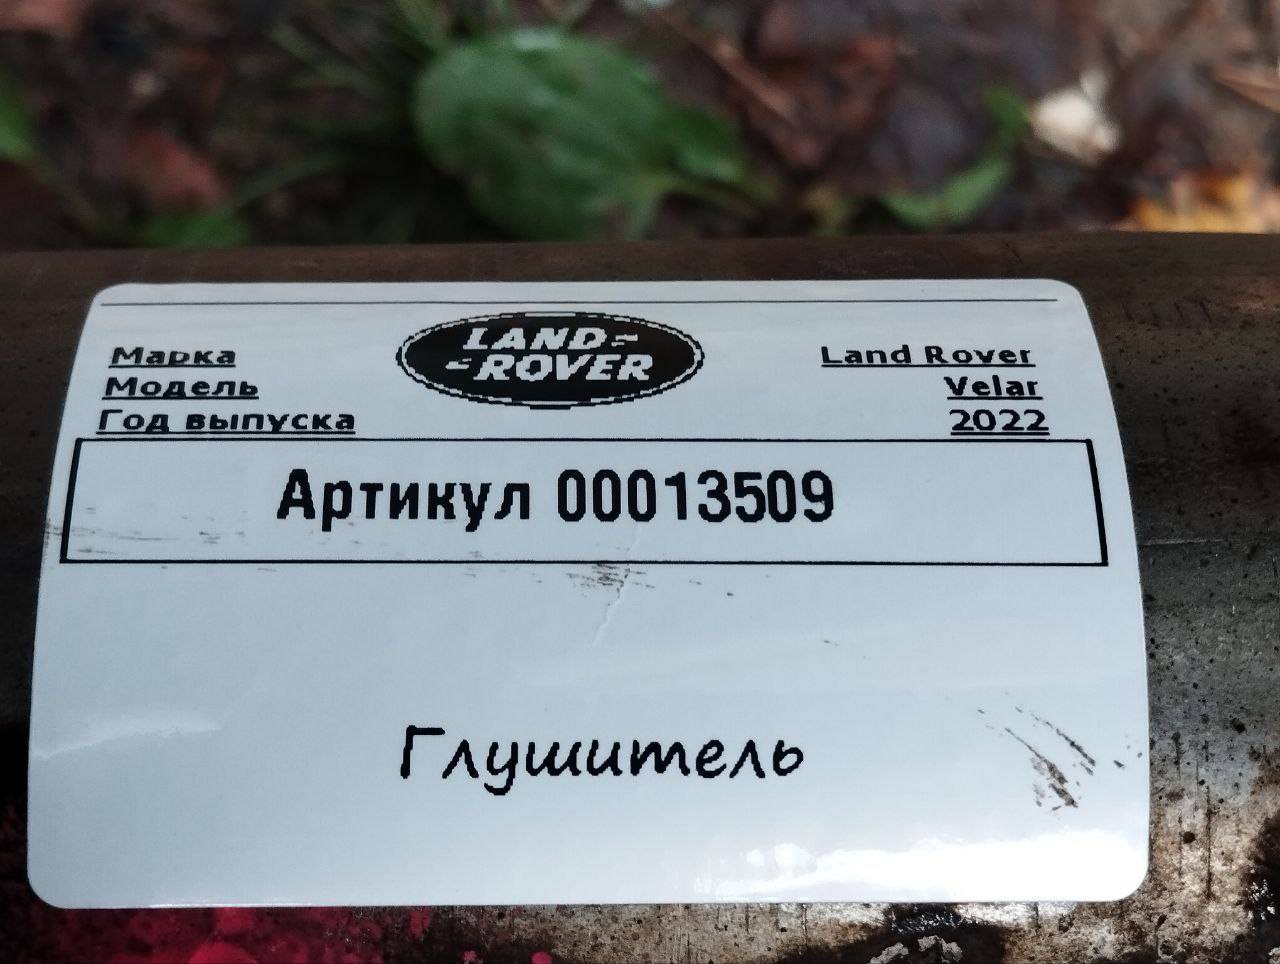 Марка LAND- Land Rover
Модель -ROVER Velar
Год выпуска 2022
Артикул 00013509
Глушитель